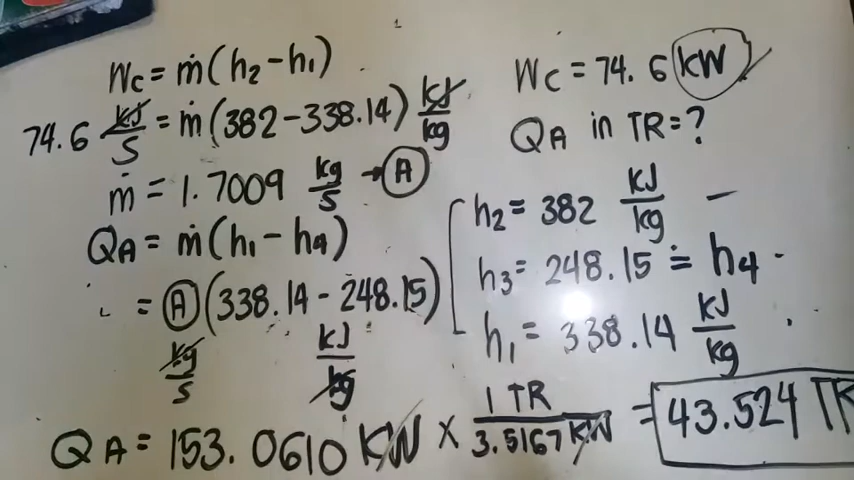 Wc = ṁ(h₂ - h₁)
74.6 kJ/s = ṁ(382 - 338.14) kJ/kg
ṁ = 1.7009 kg/s → A
QA = ṁ(h₁ - h₄)
= A (338.14 - 248.15)
kg/s kJ/kg
QA = 153.0610 KW × 1 TR/3.5167 KW = 43.524 TR
Wc = 74.6 KW
QA in TR = ?
h₂ = 382 kJ/kg
h₃ = 248.15 ≐ h₄
h₁ = 338.14 kJ/kg